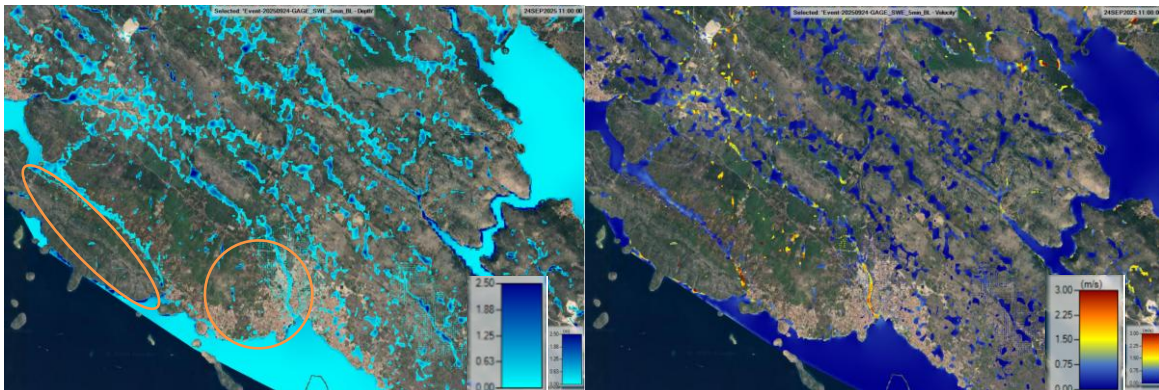 Selected: 'Event-20250924-GAGE_SWE_5min_BL - Depth'
24SEP2025 11:00:00
2.50
1.88
1.25
0.63
0.00
Selected: 'Event-20250924-GAGE_SWE_5min_BL - Velocity'
24SEP2025 11:00:00
(m/s)
3.00
2.25
1.50
0.75
0.00